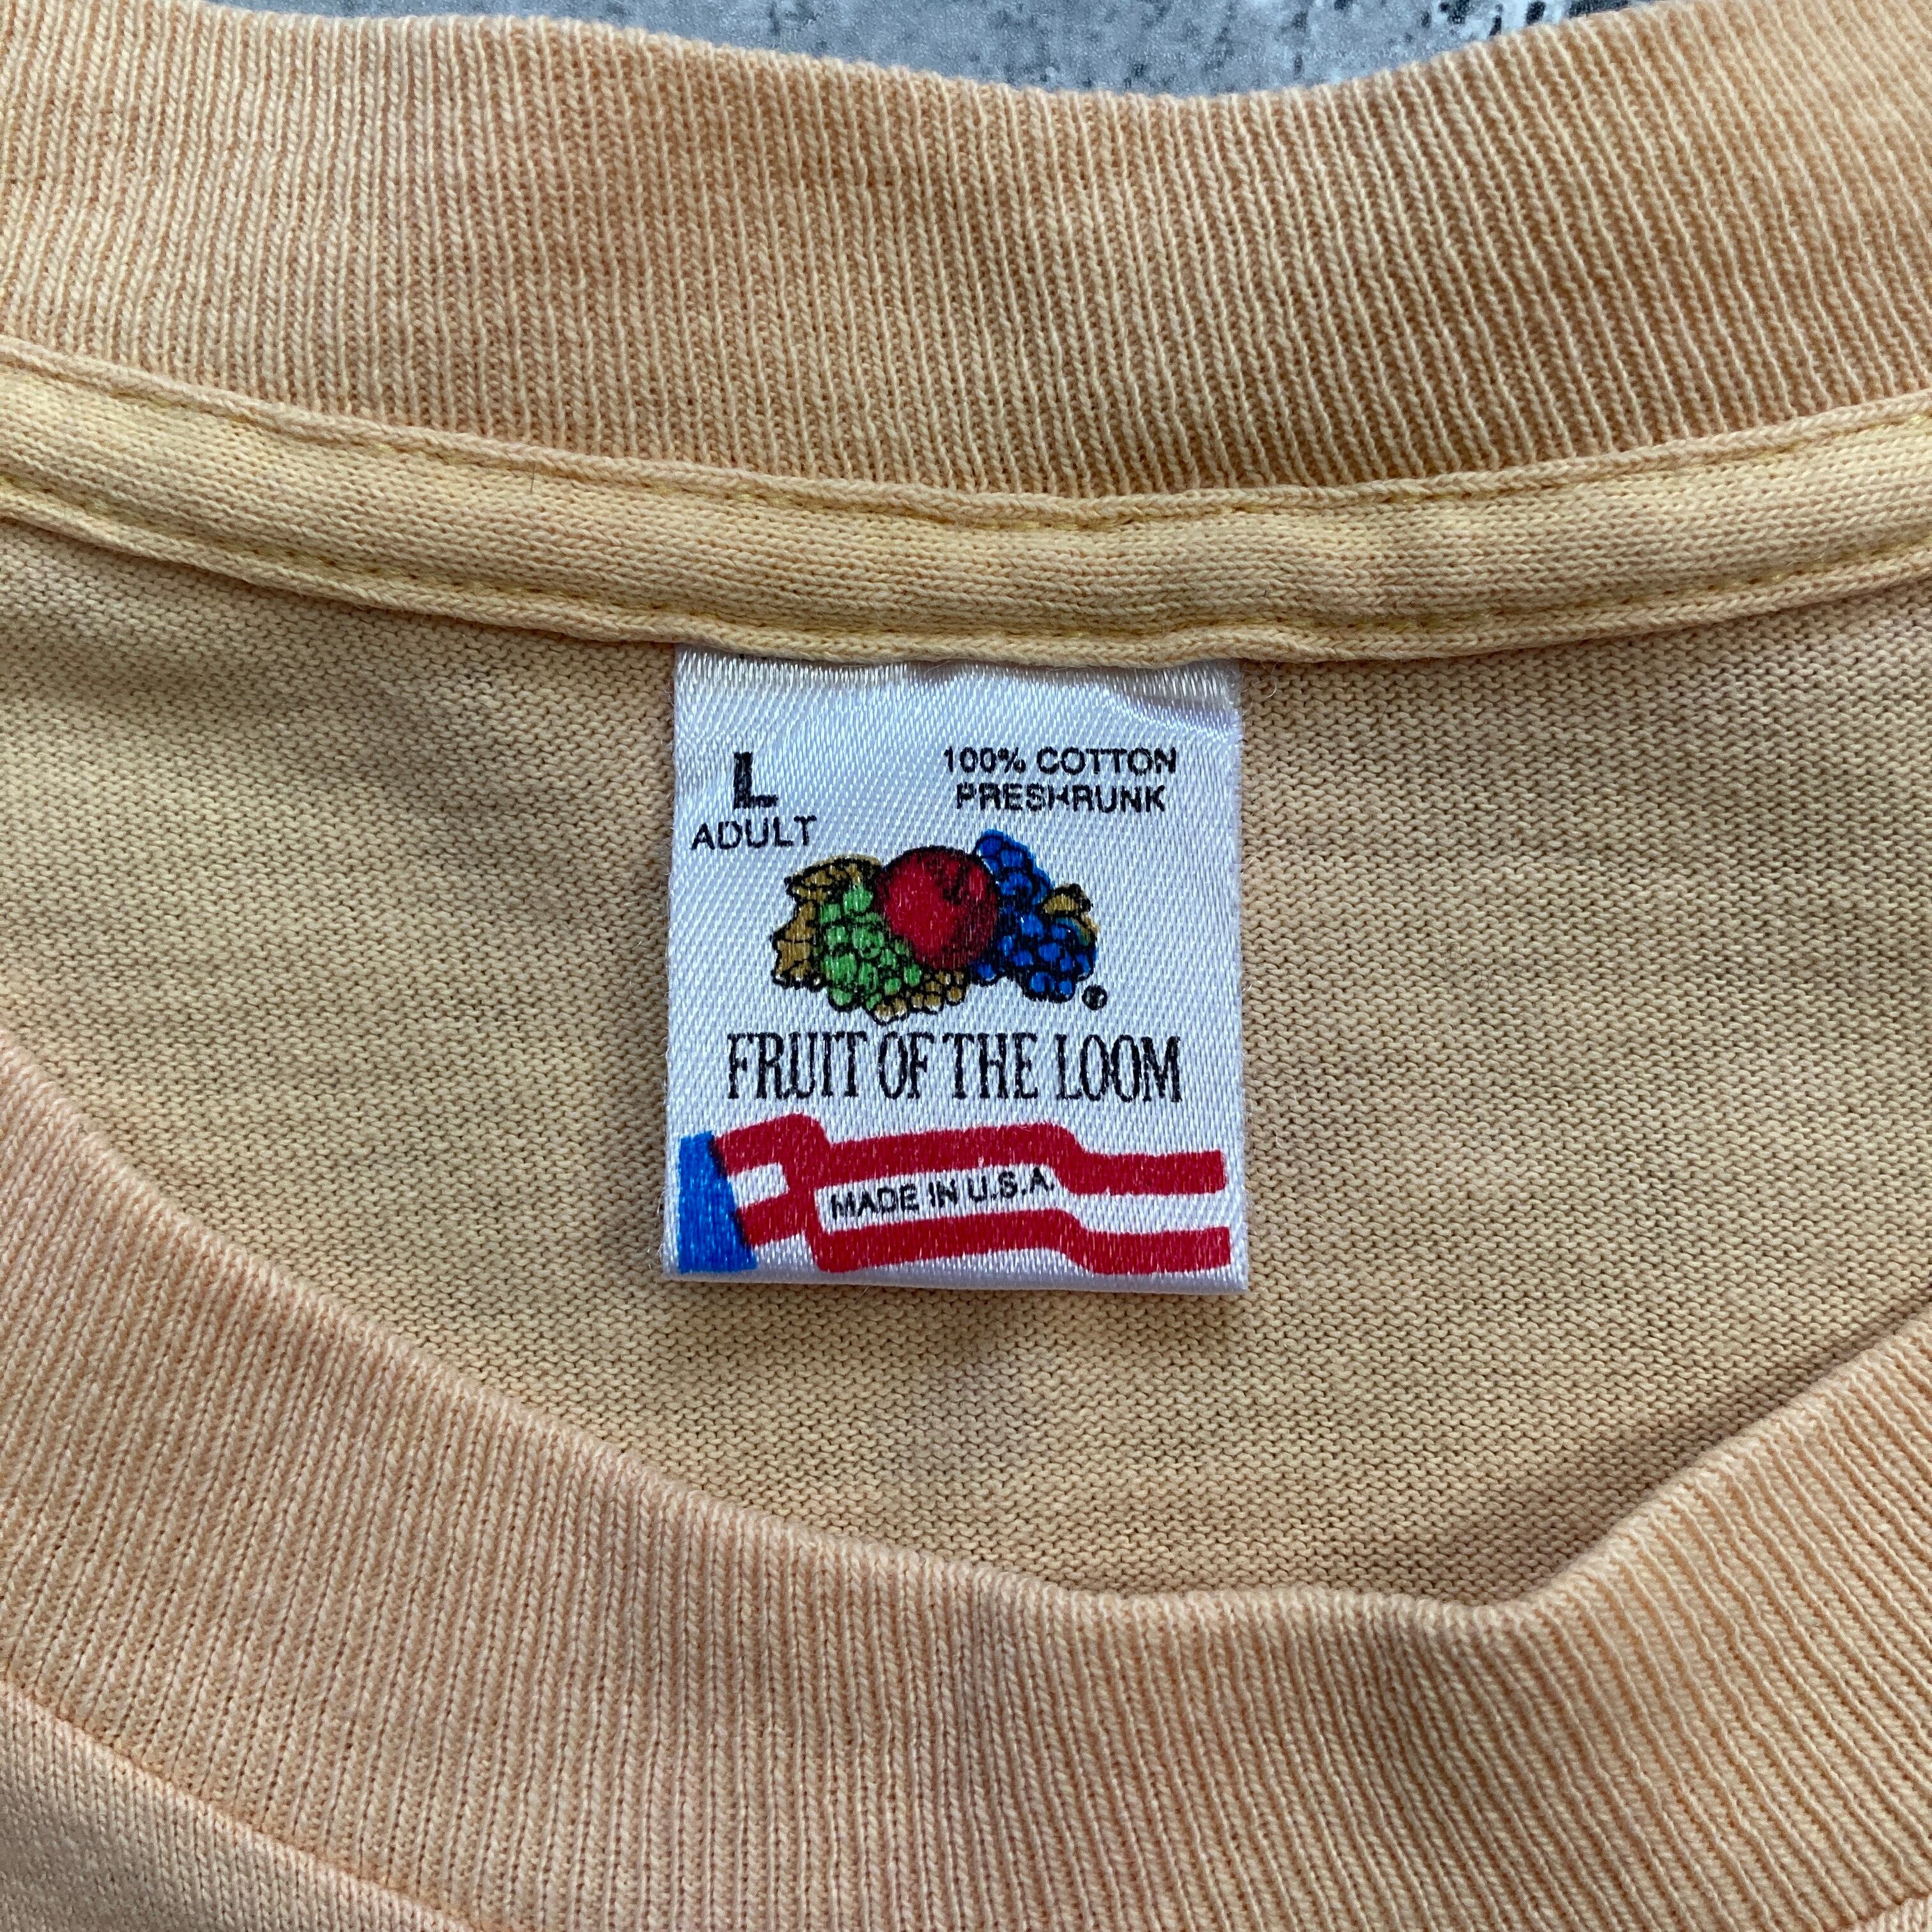 L
ADULT
100% COTTON
PRESHRUNK
®
FRUIT OF THE LOOM
MADE IN U.S.A.